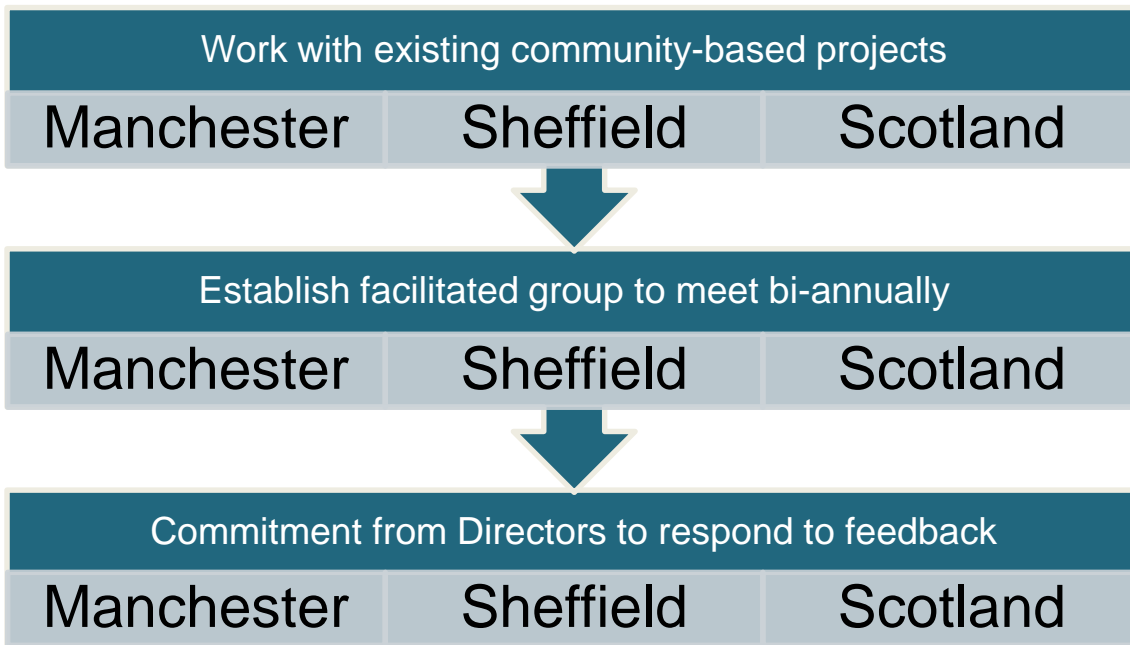 Work with existing community-based projects
Manchester Sheffield Scotland
Establish facilitated group to meet bi-annually
Manchester Sheffield Scotland
Commitment from Directors to respond to feedback
Manchester Sheffield Scotland